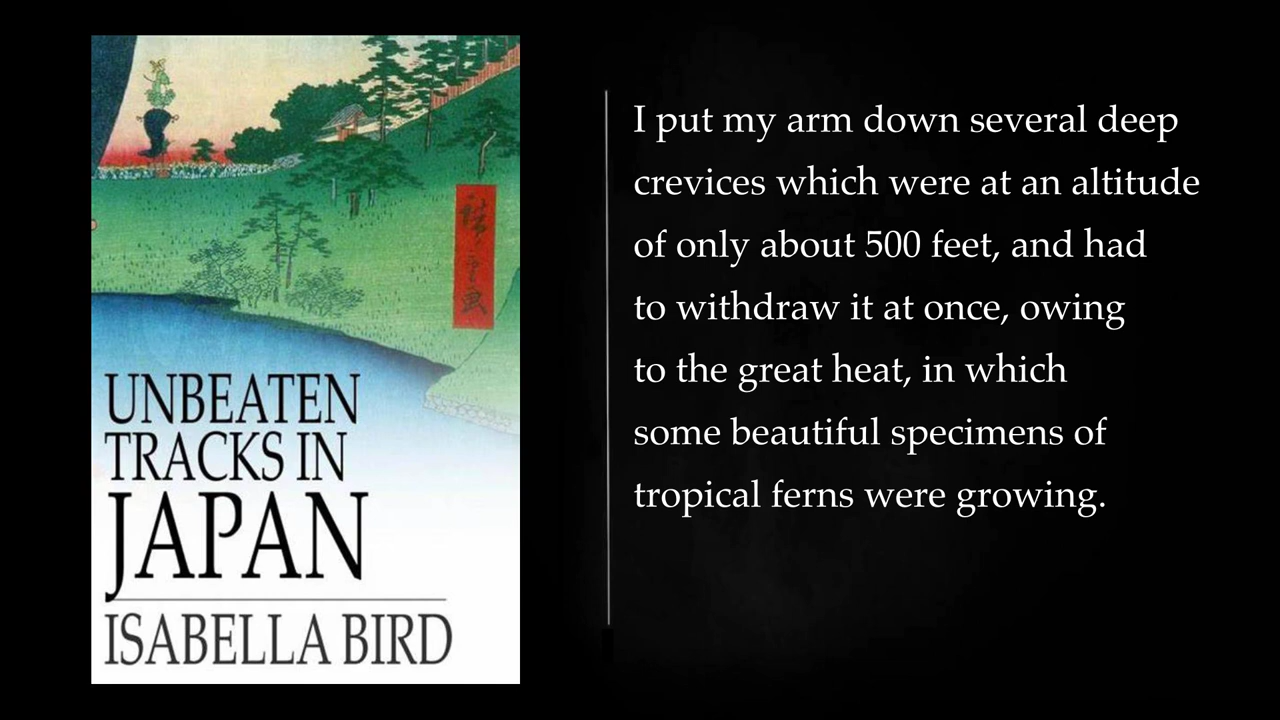 UNBEATEN
TRACKS IN
JAPAN
ISABELLA BIRD
I put my arm down several deep
crevices which were at an altitude
of only about 500 feet, and had
to withdraw it at once, owing
to the great heat, in which
some beautiful specimens of
tropical ferns were growing.